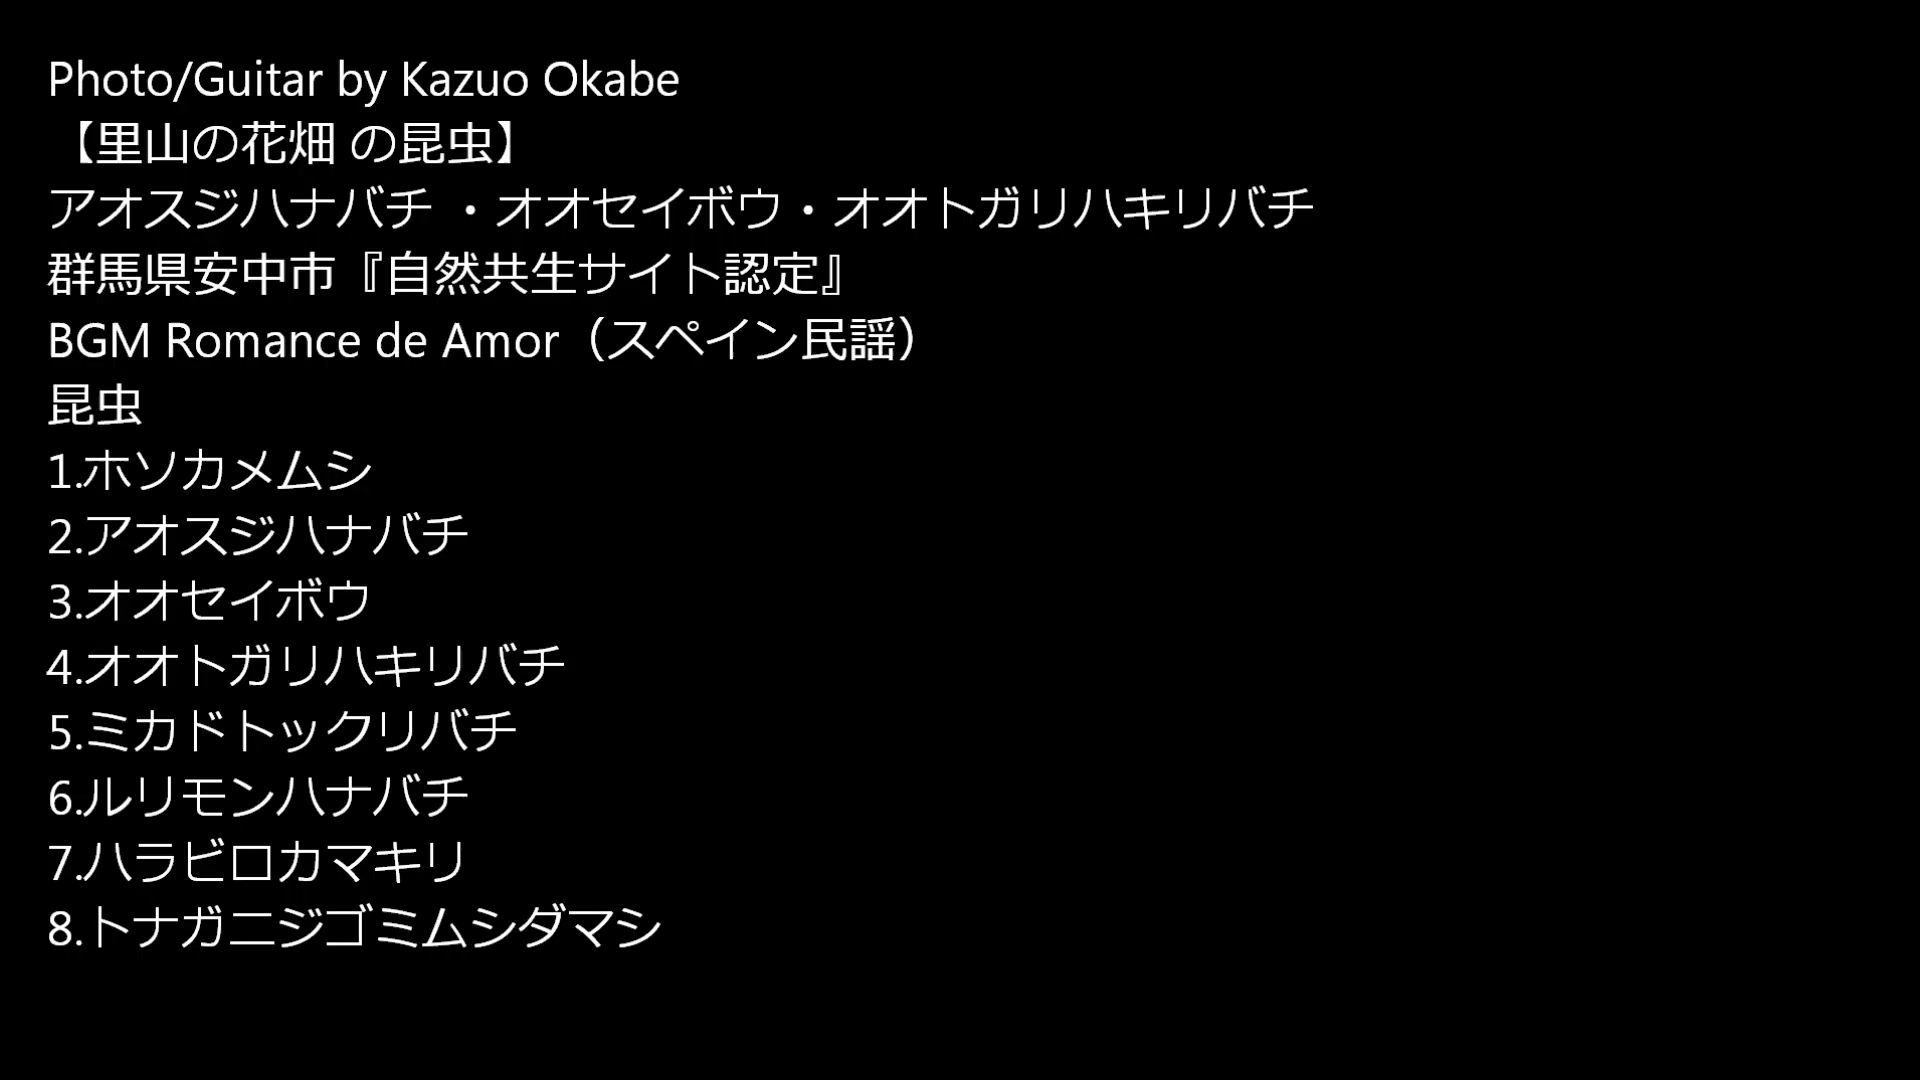 Photo/Guitar by Kazuo Okabe
【里山の花畑 の昆虫】
アオスジハナバチ ・オオセイボウ・オオトガリハキリバチ
群馬県安中市『自然共生サイト認定』
BGM Romance de Amor（スペイン民謡）
昆虫
1.ホソカメムシ
2.アオスジハナバチ
3.オオセイボウ
4.オオトガリハキリバチ
5.ミカドトックリバチ
6.ルリモンハナバチ
7.ハラビロカマキリ
8.トナガニジゴミムシダマシ